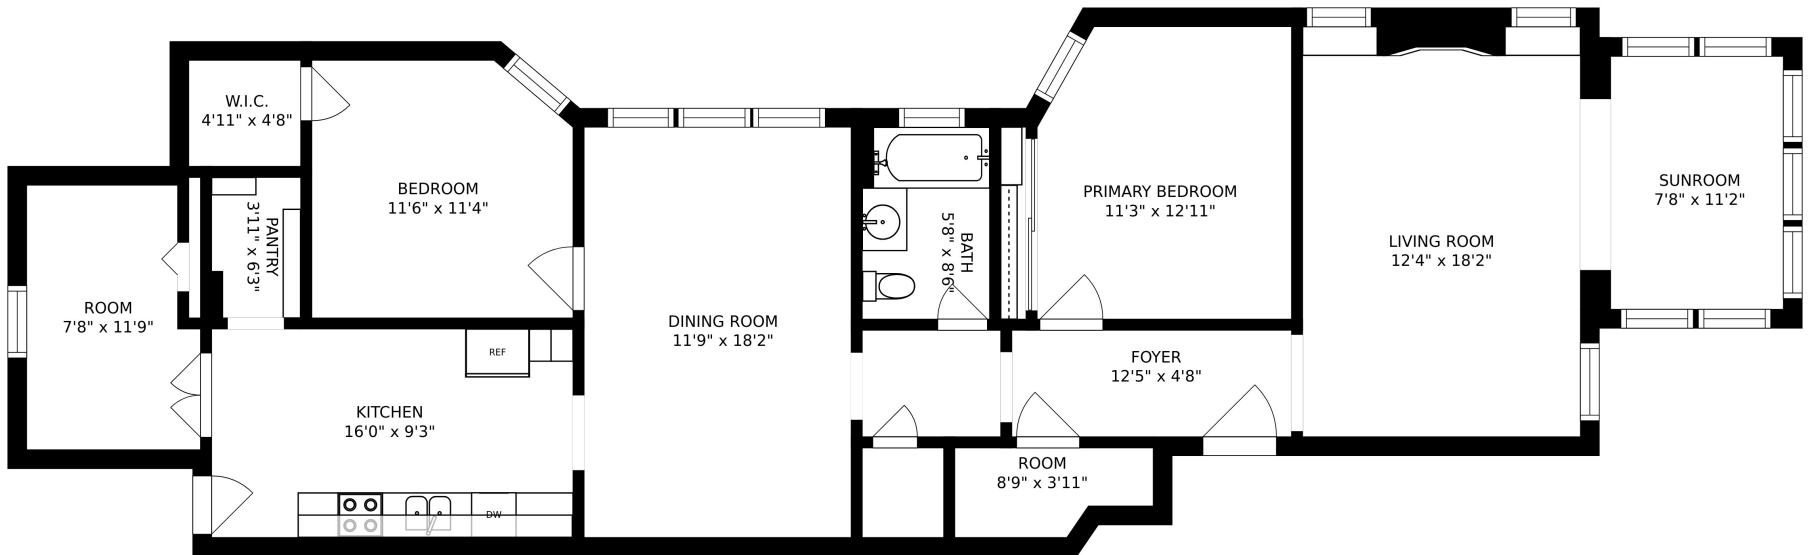 W.I.C.
4'11" x 4'8"
BEDROOM
11'6" x 11'4"
PANTRY
3'11" x 6'3"
ROOM
7'8" x 11'9"
KITCHEN
16'0" x 9'3"
REF
DW
DINING ROOM
11'9" x 18'2"
BATH
5'8" x 8'6"
PRIMARY BEDROOM
11'3" x 12'11"
FOYER
12'5" x 4'8"
ROOM
8'9" x 3'11"
LIVING ROOM
12'4" x 18'2"
SUNROOM
7'8" x 11'2"